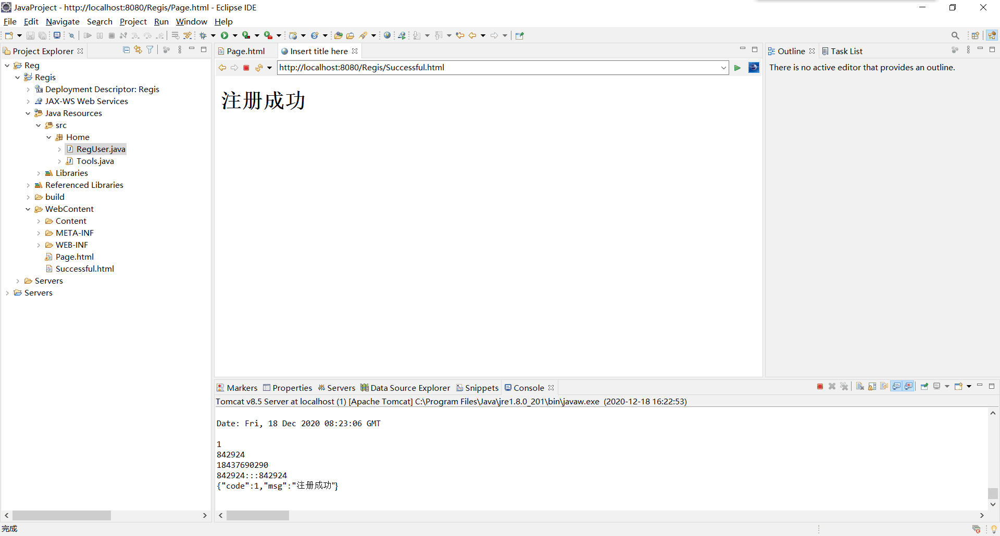 JavaProject - http://localhost:8080/Regis/Page.html - Eclipse IDE
File Edit Navigate Search Project Run Window Help
Project Explorer
Reg
Regis
Deployment Descriptor: Regis
JAX-WS Web Services
Java Resources
src
Home
RegUser.java
Tools.java
Libraries
Referenced Libraries
build
WebContent
Content
META-INF
WEB-INF
Page.html
Successful.html
Servers
Servers
Page.html Insert title here
http://localhost:8080/Regis/Successful.html
注册成功
Outline Task List
There is no active editor that provides an outline.
Markers Properties Servers Data Source Explorer Snippets Console
Tomcat v8.5 Server at localhost (1) [Apache Tomcat] C:\Program Files\Java\jre1.8.0_201\bin\javaw.exe (2020-12-18 16:22:53)
Date: Fri, 18 Dec 2020 08:23:06 GMT
1
842924
18437690290
842924:::842924
{"code":1,"msg":"注册成功"}
完成